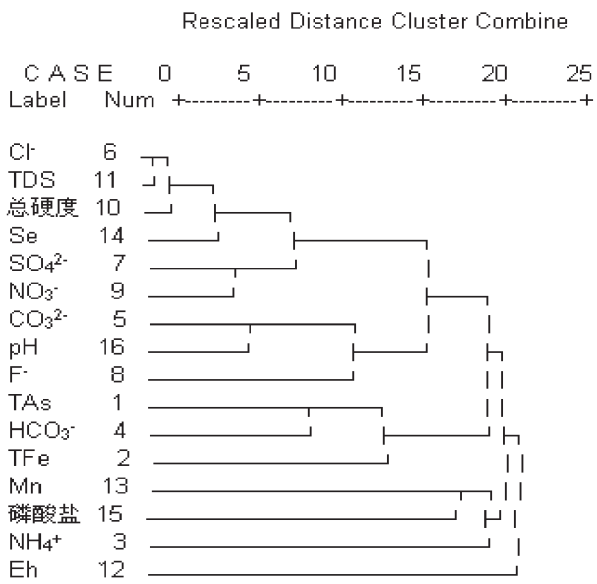 Rescaled Distance Cluster Combine
C A S E 0 5 10 15 20 25
Label Num +---------+---------+---------+---------+---------+
Cl⁻ 6
TDS 11
总硬度 10
Se 14
SO₄²⁻ 7
NO₃⁻ 9
CO₃²⁻ 5
pH 16
F⁻ 8
TAs 1
HCO₃⁻ 4
TFe 2
Mn 13
磷酸盐 15
NH₄⁺ 3
Eh 12